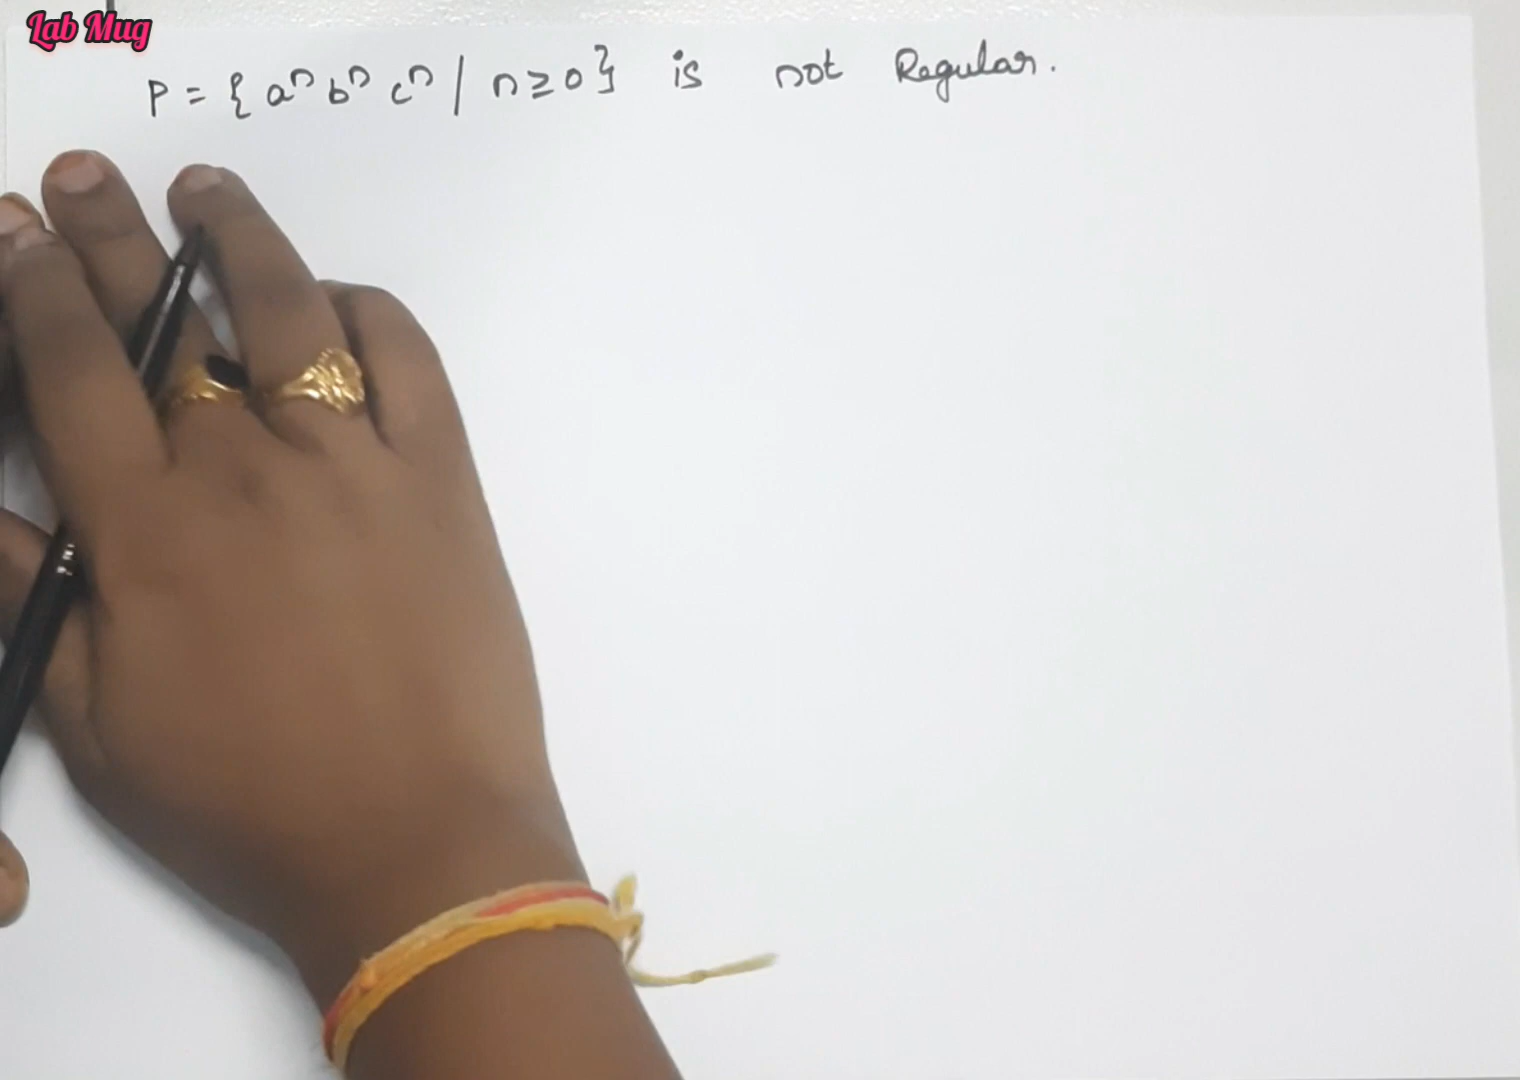 Lab Mug
P = { aⁿ bⁿ cⁿ / n ≥ 0 } is not Regular.